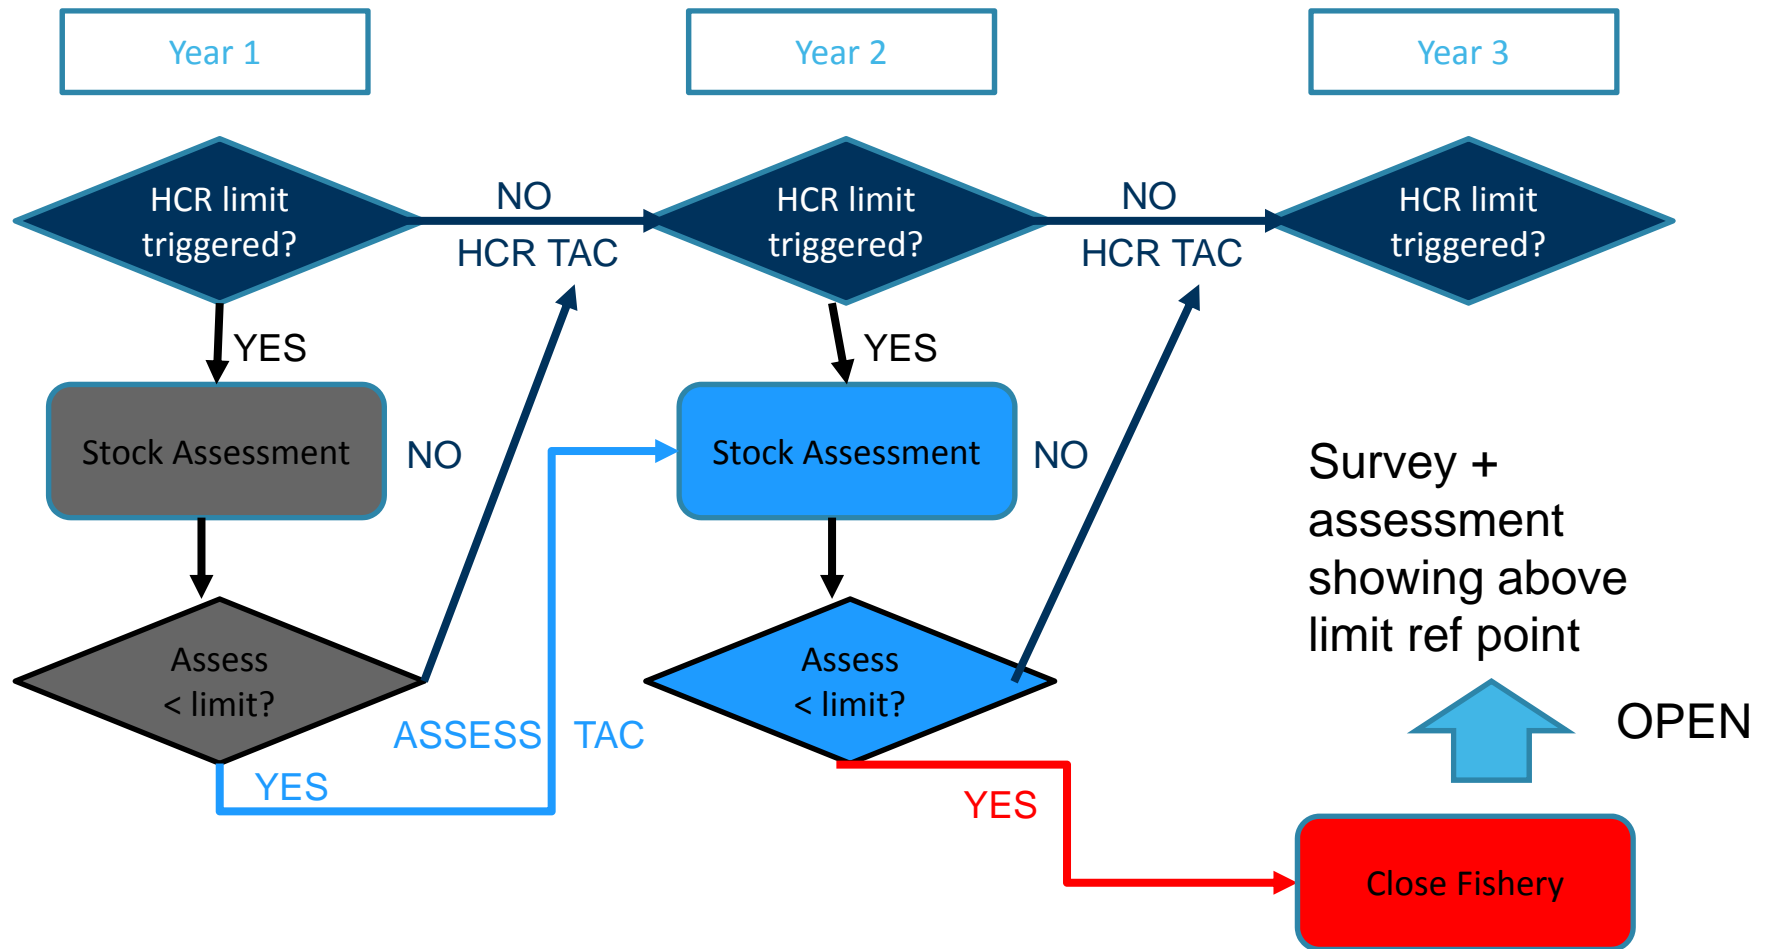 Year 1
Year 2
Year 3
HCR limit
triggered?
NO
HCR TAC
HCR limit
triggered?
NO
HCR TAC
HCR limit
triggered?
YES
YES
Stock Assessment
NO
Stock Assessment
NO
Survey +
assessment
showing above
limit ref point
Assess
< limit?
ASSESS TAC
Assess
< limit?
OPEN
YES
YES
Close Fishery